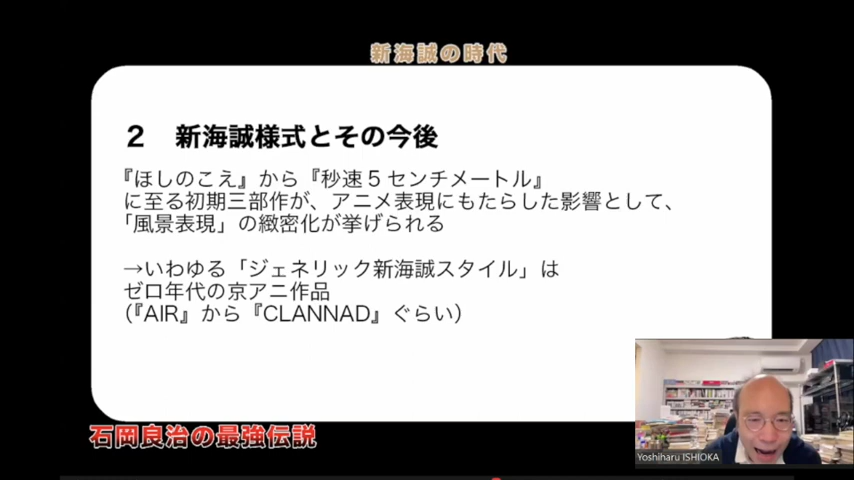 新海誠の時代
２　新海誠様式とその今後
『ほしのこえ』から『秒速５センチメートル』
に至る初期三部作が、アニメ表現にもたらした影響として、
「風景表現」の緻密化が挙げられる
→いわゆる「ジェネリック新海誠スタイル」は
ゼロ年代の京アニ作品
（『AIR』から『CLANNAD』ぐらい）
石岡良治の最強伝説
Yoshiharu ISHIOKA